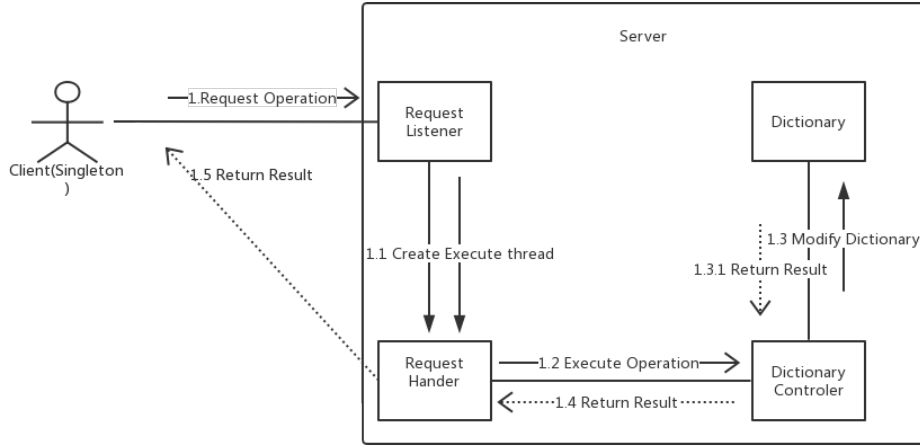 Server
1.Request Operation
Request
Listener
Dictionary
Client(Singleton
)
1.5 Return Result
1.1 Create Execute thread
1.3 Modify Dictionary
1.3.1 Return Result
Request
Hander
1.2 Execute Operation
1.4 Return Result
Dictionary
Controler